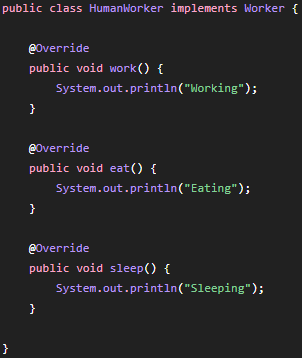 public class HumanWorker implements Worker {
@Override
public void work() {
System.out.println("Working");
}
@Override
public void eat() {
System.out.println("Eating");
}
@Override
public void sleep() {
System.out.println("Sleeping");
}
}